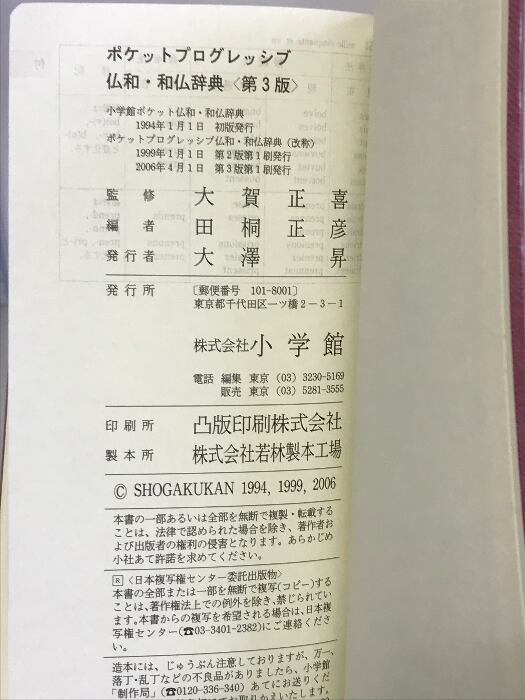 ポケットプログレッシブ
仏和・和仏辞典〈第3版〉
小学館ポケット仏和・和仏辞典
1994年1月1日 初版発行
ポケットプログレッシブ仏和・和仏辞典（改称）
1999年1月1日 第2版第1刷発行
2006年4月1日 第3版第1刷発行
監修 大賀正喜
編者 田桐正彦
発行者 大澤昇
発行所 〔郵便番号 101-8001〕
東京都千代田区一ツ橋2－3－1
株式会社 小学館
電話 編集 東京（03）3230-5169
販売 東京（03）5281-3555
印刷所 凸版印刷株式会社
製本所 株式会社若林製本工場
© SHOGAKUKAN 1994, 1999, 2006
本書の一部あるいは全部を無断で複製・転載する
ことは、法律で認められた場合を除き、著作者お
よび出版者の権利の侵害となります。あらかじめ
小社あて許諾を求めてください。
R〈日本複写権センター委託出版物〉
本書の全部または一部を無断で複写（コピー）する
ことは、著作権法上での例外を除き、禁じられてい
ます。本書からの複写を希望される場合は、日本複
写権センター（☎03-3401-2382）にご連絡くださ
い。
造本には、じゅうぶん注意しておりますが、万一、
落丁・乱丁などの不良品がありましたら、小学館
「制作局」（☎0120-336-340）あてにお送りくだ